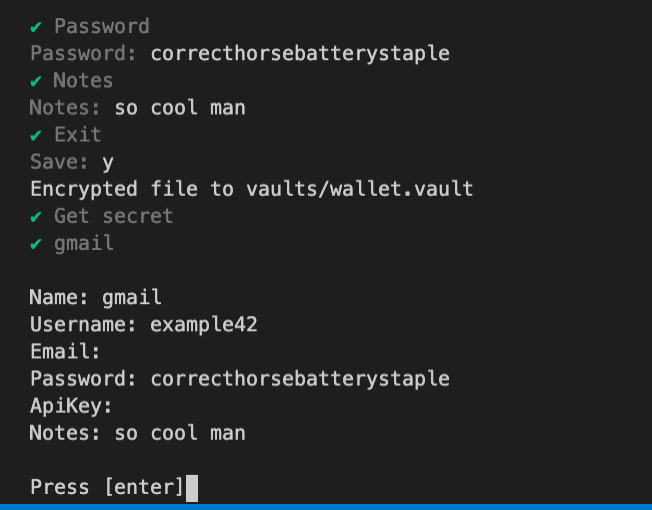 ✔ Password
Password: correcthorsebatterystaple
✔ Notes
Notes: so cool man
✔ Exit
Save: y
Encrypted file to vaults/wallet.vault
✔ Get secret
✔ gmail
Name: gmail
Username: example42
Email:
Password: correcthorsebatterystaple
ApiKey:
Notes: so cool man
Press [enter]